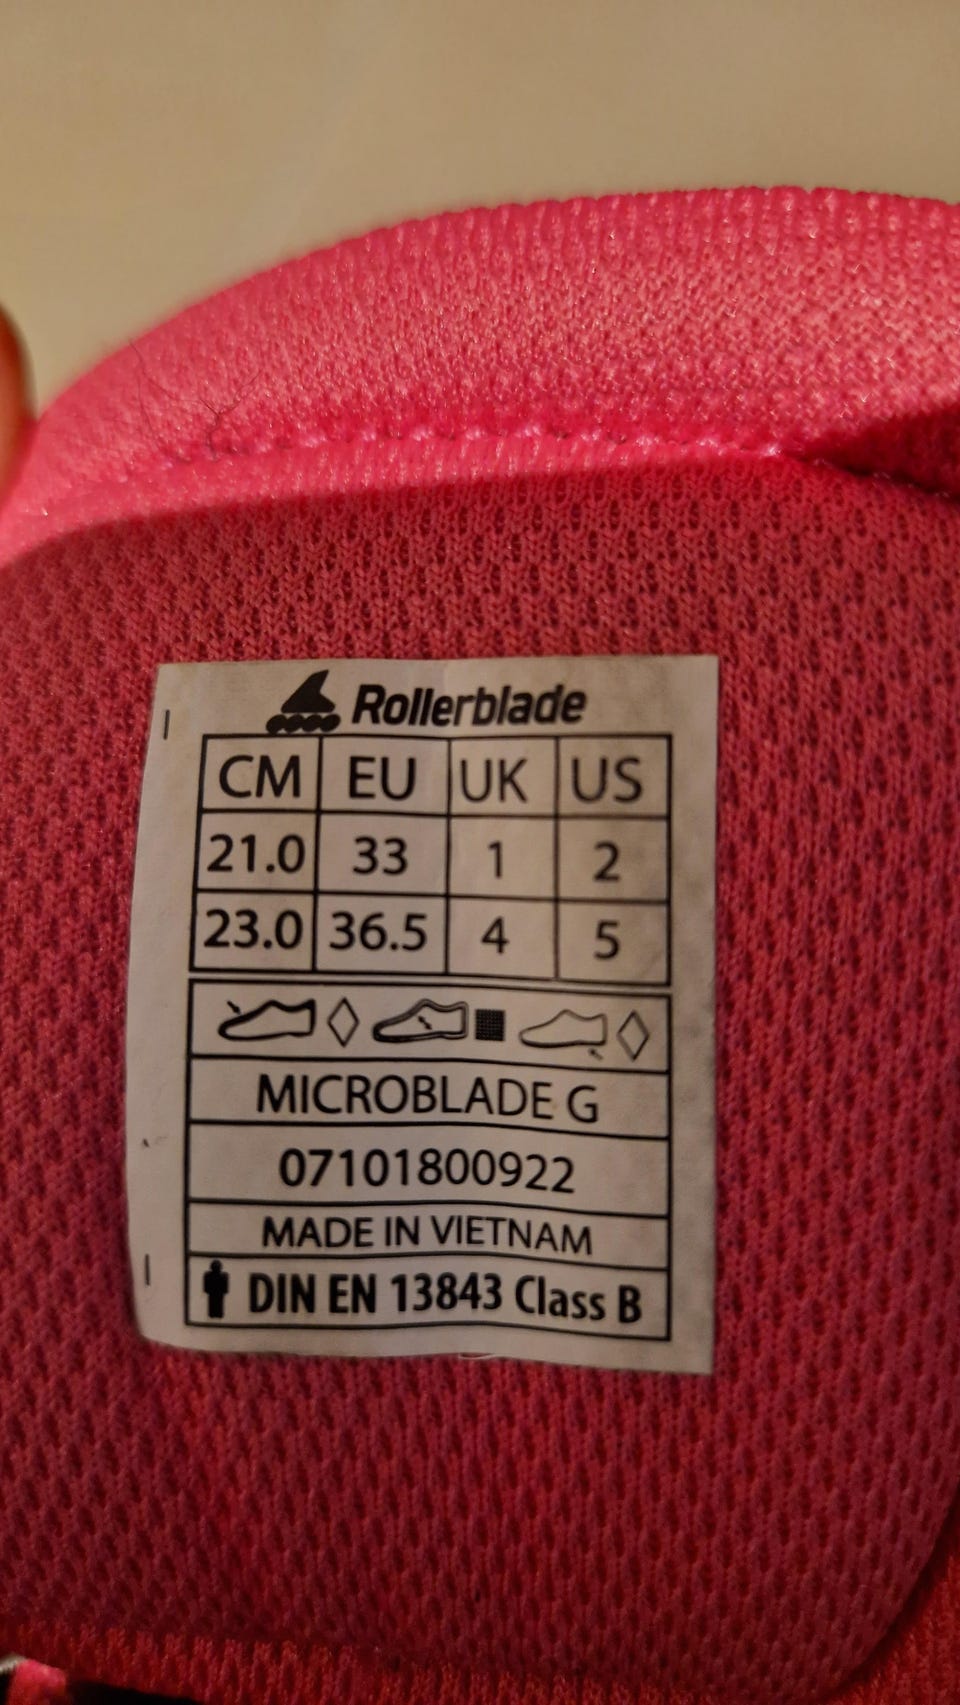 Rollerblade
CM EU UK US
21.0 33 1 2
23.0 36.5 4 5
MICROBLADE G
07101800922
MADE IN VIETNAM
DIN EN 13843 Class B